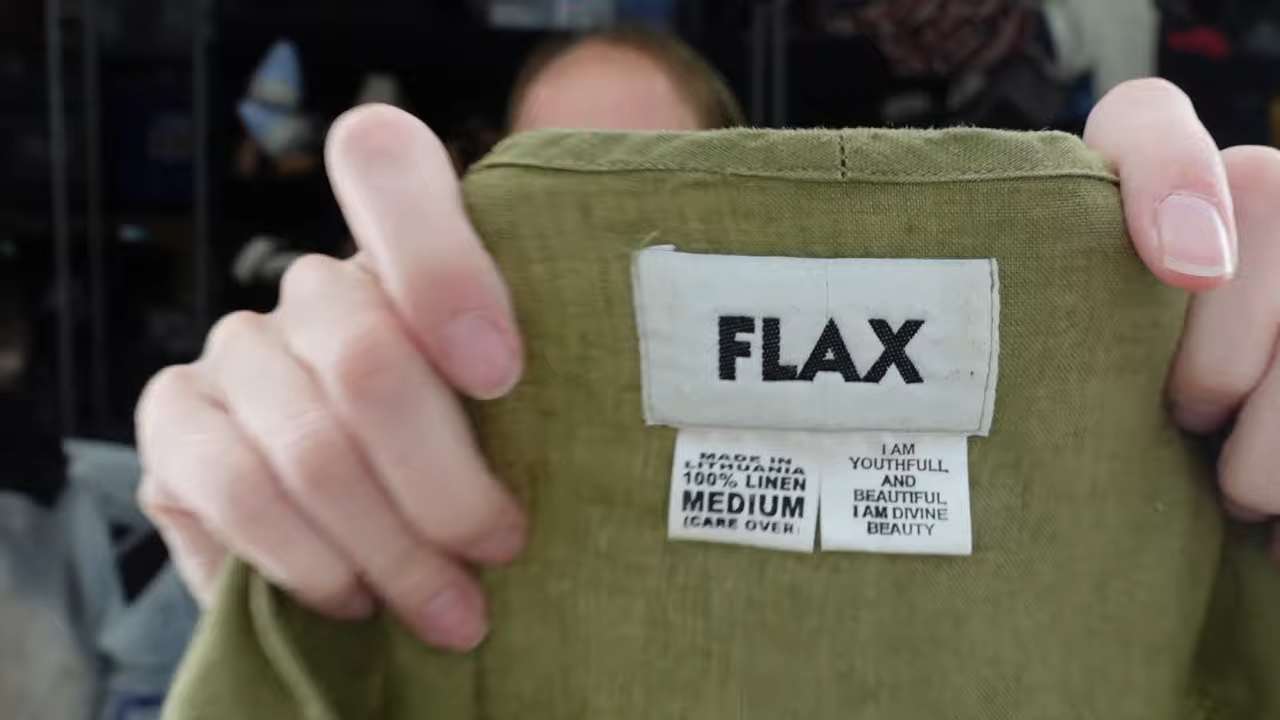 FLAX
MADE IN
LITHUANIA
100% LINEN
MEDIUM
(CARE OVER)
I AM
YOUTHFULL
AND
BEAUTIFUL
I AM DIVINE
BEAUTY